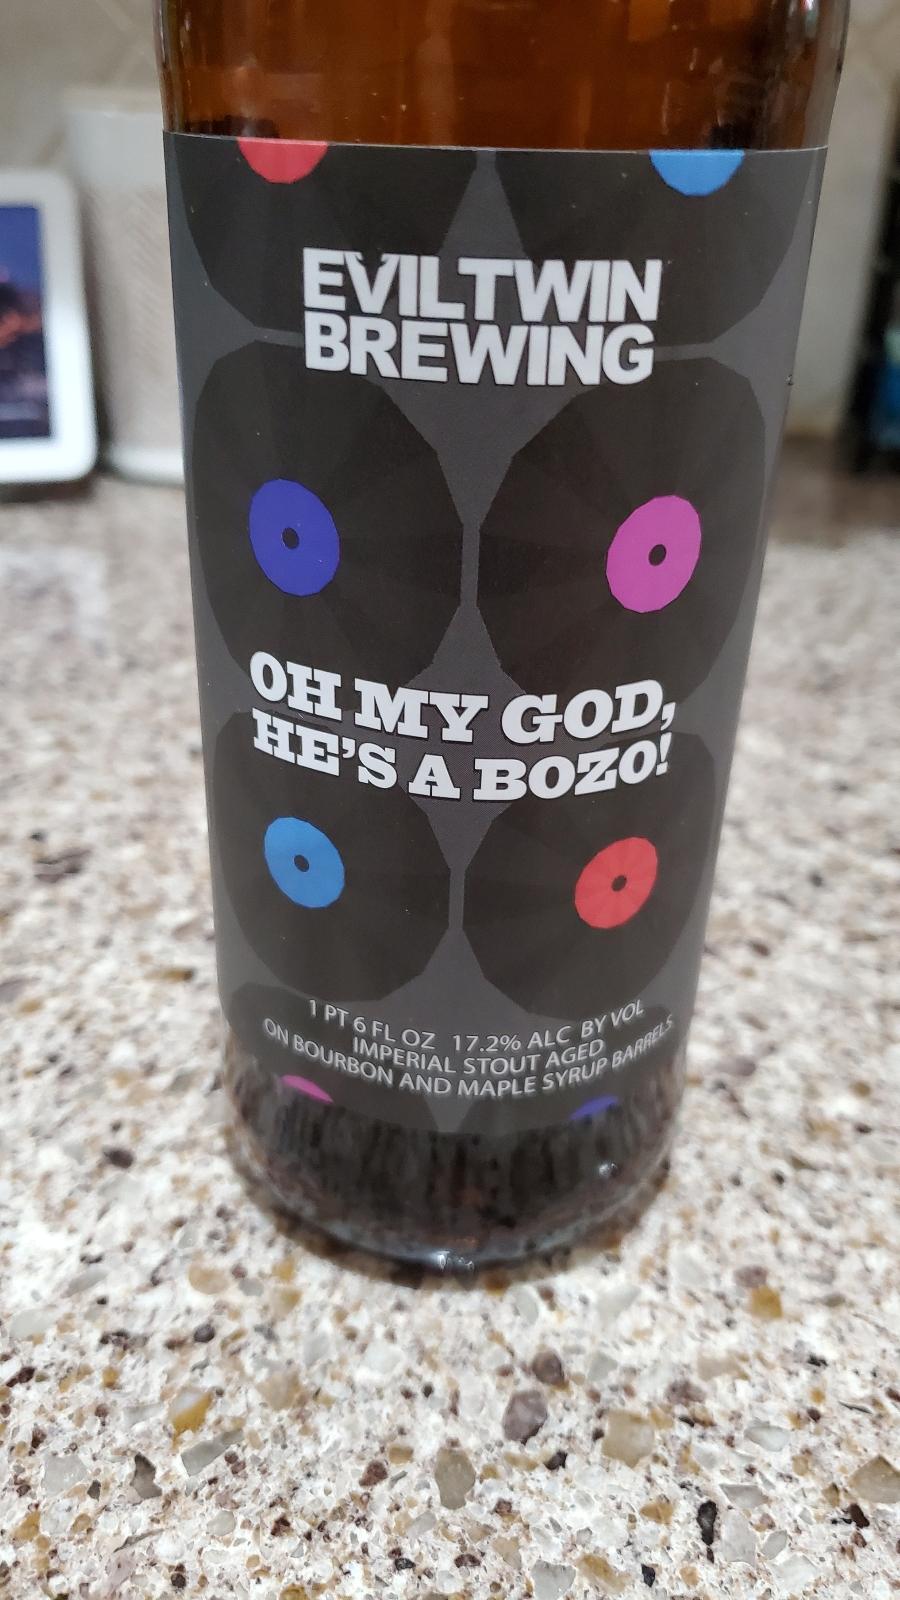 EVILTWIN
BREWING
OH MY GOD,
HE'S A BOZO!
1 PT 6 FL OZ 17.2% ALC BY VOL
IMPERIAL STOUT AGED
ON BOURBON AND MAPLE SYRUP BARRELS